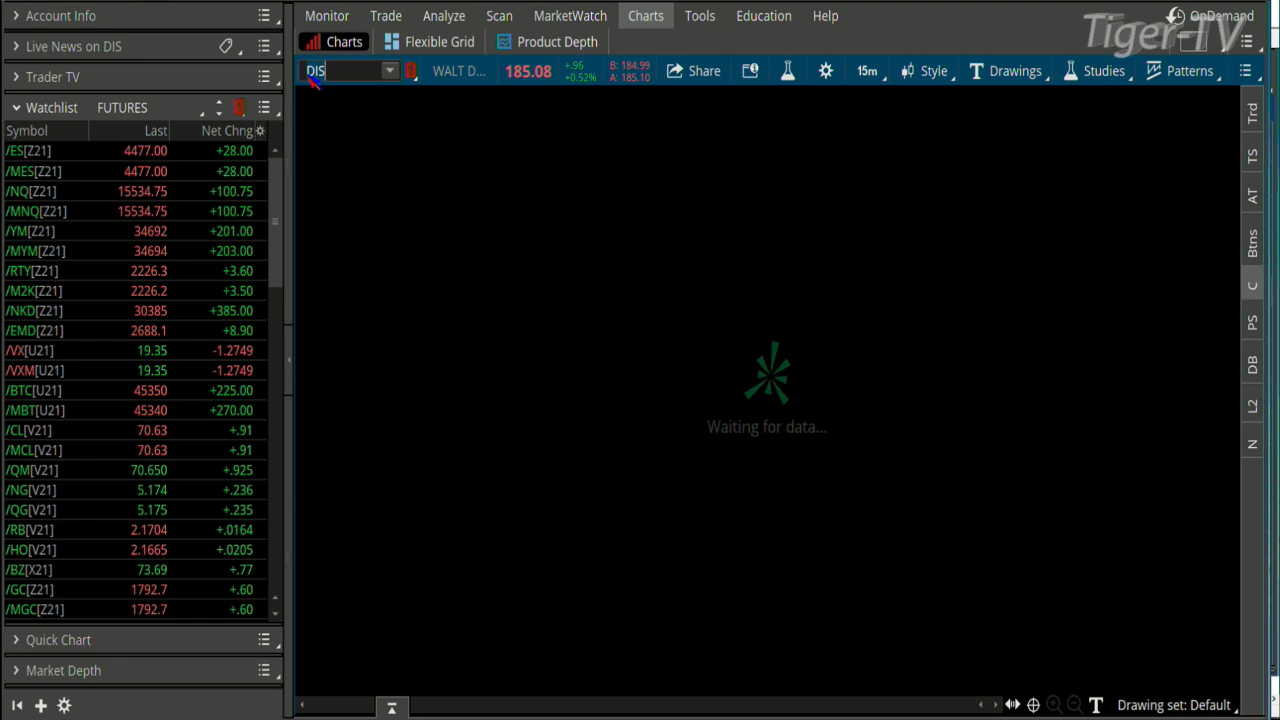 Account Info
Live News on DIS
Trader TV
Watchlist FUTURES
Symbol Last Net Chng
/ES[Z21] 4477.00 +28.00
/MES[Z21] 4477.00 +28.00
/NQ[Z21] 15534.75 +100.75
/MNQ[Z21] 15534.75 +100.75
/YM[Z21] 34692 +201.00
/MYM[Z21] 34694 +203.00
/RTY[Z21] 2226.3 +3.60
/M2K[Z21] 2226.2 +3.50
/NKD[Z21] 30385 +385.00
/EMD[Z21] 2688.1 +8.90
/VX[U21] 19.35 -1.2749
/VXM[U21] 19.35 -1.2749
/BTC[U21] 45350 +225.00
/MBT[U21] 45340 +270.00
/CL[V21] 70.63 +.91
/MCL[V21] 70.63 +.91
/QM[V21] 70.650 +.925
/NG[V21] 5.174 +.236
/QG[V21] 5.175 +.235
/RB[V21] 2.1704 +.0164
/HO[V21] 2.1665 +.0205
/BZ[X21] 73.69 +.77
/GC[Z21] 1792.7 +.60
/MGC[Z21] 1792.7 +.60
Quick Chart
Market Depth
Monitor Trade Analyze Scan MarketWatch Charts Tools Education Help
OnDemand
Tiger-TV
Charts Flexible Grid Product Depth
DIS WALT D... 185.08 +.96 B: 184.99
+0.52% A: 185.10
Share 15m Style Drawings Studies Patterns
Waiting for data...
Trd
TS
AT
Btns
C
PS
DB
L2
N
T Drawing set: Default